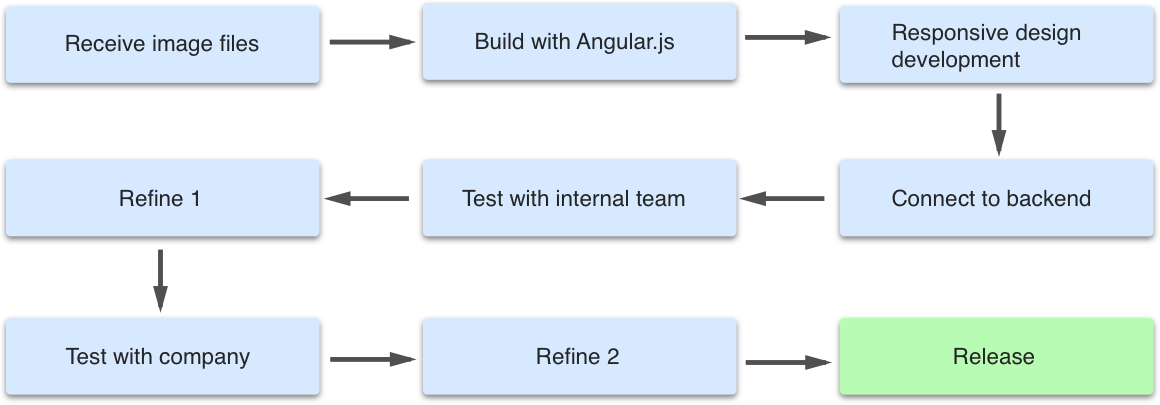 Receive image files
Build with Angular.js
Responsive design
development
Connect to backend
Test with internal team
Refine 1
Test with company
Refine 2
Release